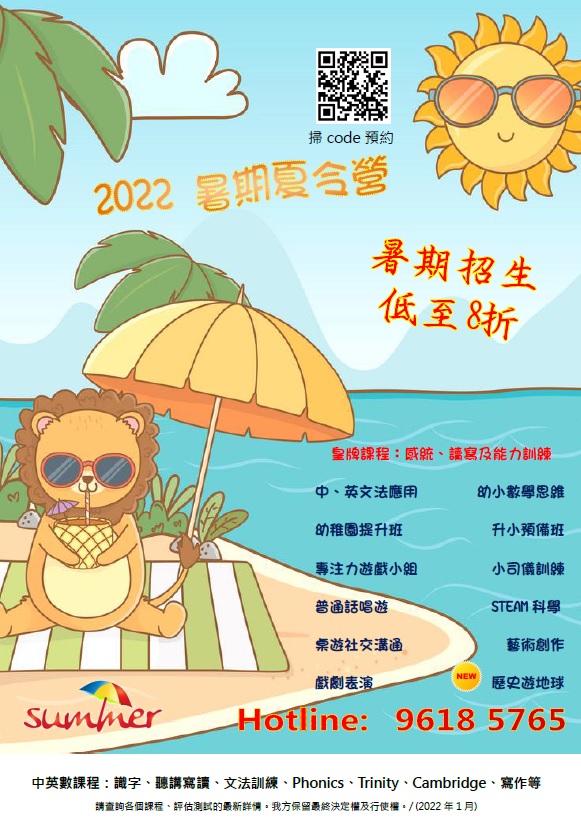 掃 code 預約
2022 暑期夏令營
暑期招生
低至8折
皇牌課程：感統、讀寫及能力訓練
中、英文法應用 幼小數學思維
幼稚園提升班 升小預備班
專注力遊戲小組 小司儀訓練
普通話唱遊 STEAM 科學
桌遊社交溝通 藝術創作
戲劇表演 NEW 歷史遊地球
summer Hotline: 9618 5765
中英數課程：識字、聽講寫讀、文法訓練、Phonics、Trinity、Cambridge、寫作等
請查詢各個課程、評估測試的最新詳情。我方保留最終決定權及行使權。/ (2022 年 1 月)